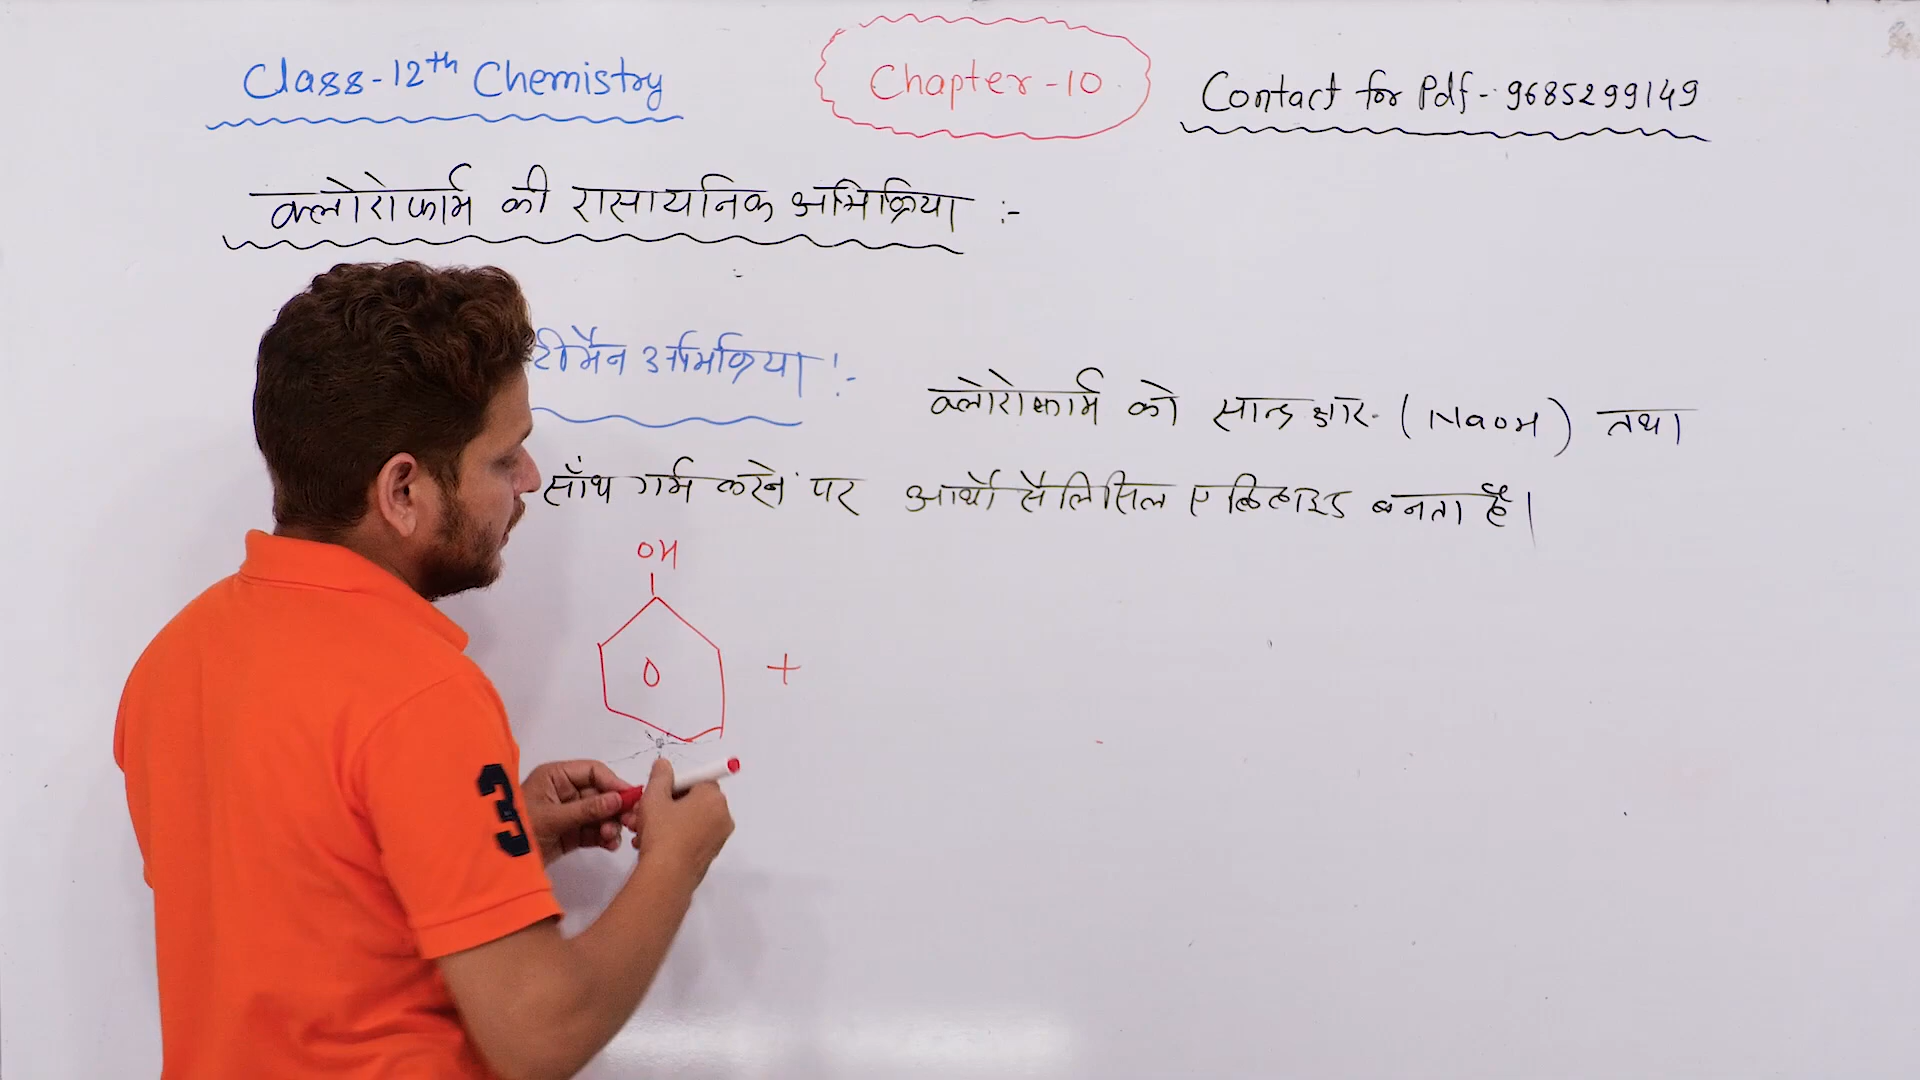 Class-12th Chemistry
Chapter-10
Contact for Pdf - 9685299149
क्लोरोफार्म की रासायनिक अभिक्रिया :-
टीमैन अभिक्रिया :-
क्लोरोफार्म को सान्द्र क्षार (NaOH) तथा
साँथ गर्म करने पर आर्थो सैलिसिल एल्डिहाइड बनता है।
OH
+
3